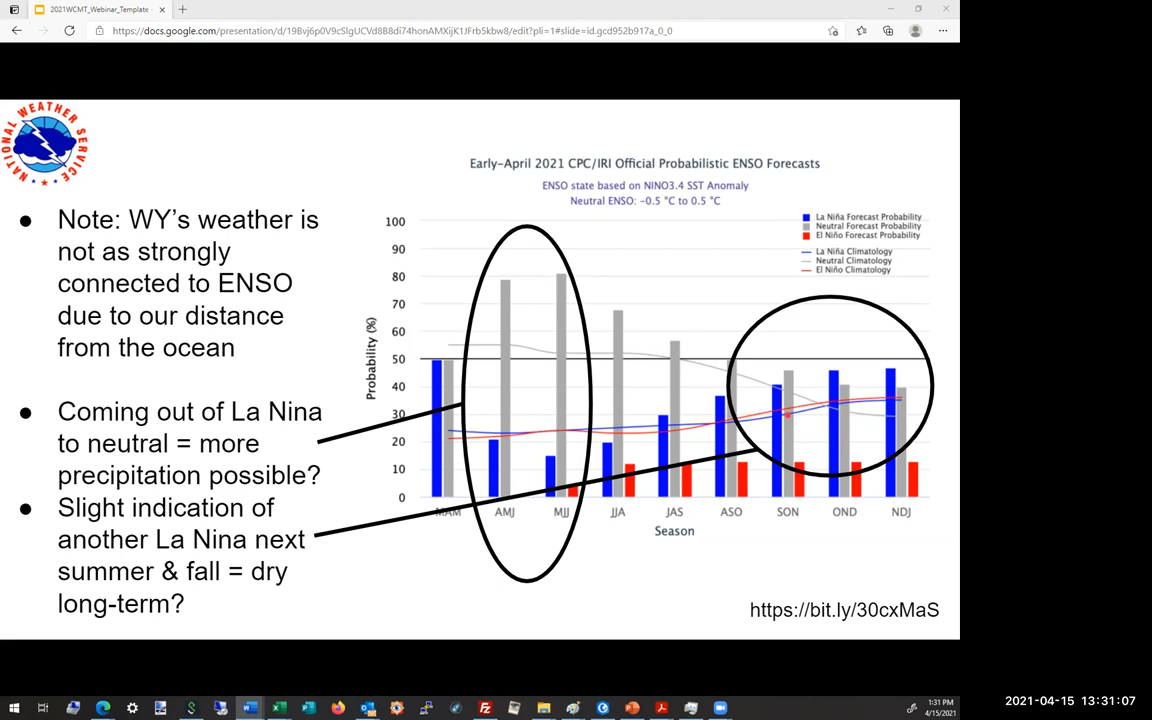 2021WCMT_Webinar_Template -
https://docs.google.com/presentation/d/19Bvj6p0V9cSlgUCVd8B8di74honAMXijK1JFrb5kbw8/edit?pli=1#slide=id.gcd952b917a_0_0
NATIONAL WEATHER SERVICE
● Note: WY's weather is
not as strongly
connected to ENSO
due to our distance
from the ocean
● Coming out of La Nina
to neutral = more
precipitation possible?
● Slight indication of
another La Nina next
summer & fall = dry
long-term?
Early-April 2021 CPC/IRI Official Probabilistic ENSO Forecasts
ENSO state based on NINO3.4 SST Anomaly
Neutral ENSO: -0.5 °C to 0.5 °C
La Niña Forecast Probability
Neutral Forecast Probability
El Niño Forecast Probability
La Niña Climatology
Neutral Climatology
El Niño Climatology
Probability (%)
100
90
80
70
60
50
40
30
20
10
0
MAM AMJ MJJ JJA JAS ASO SON OND NDJ
Season
https://bit.ly/30cxMaS
1:31 PM
4/15/2021
2021-04-15 13:31:07